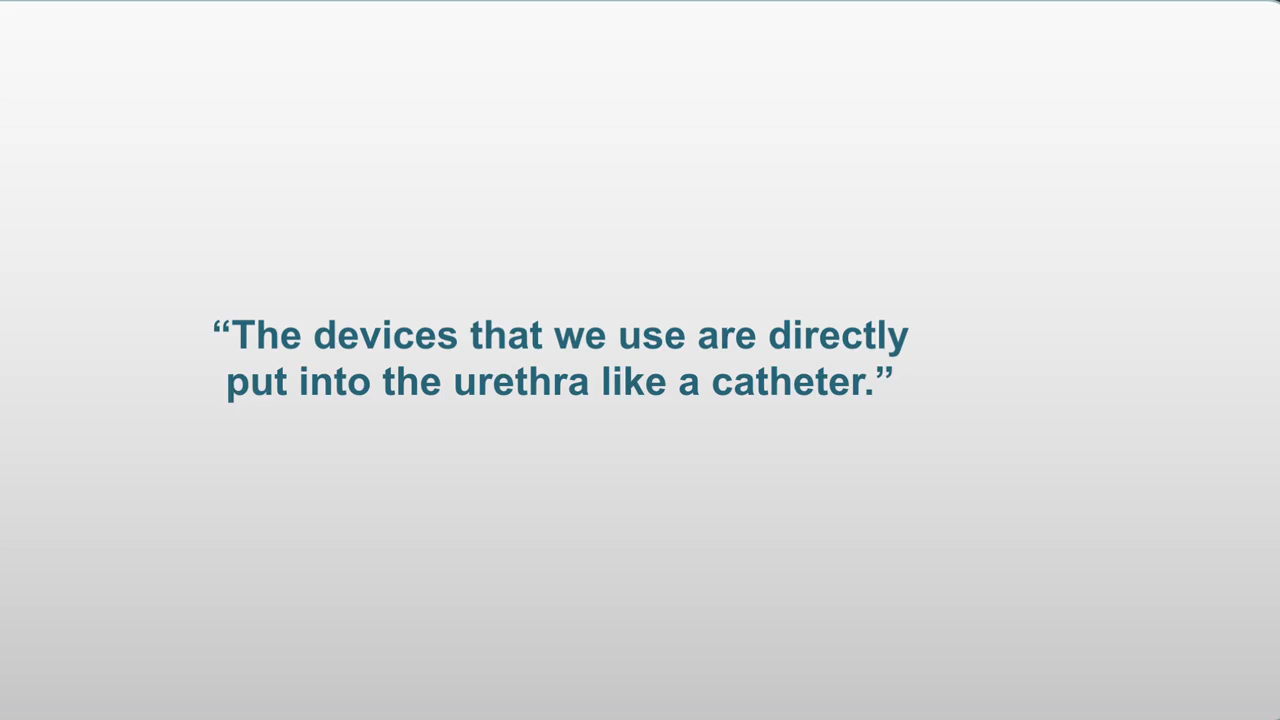 “The devices that we use are directly
put into the urethra like a catheter.”